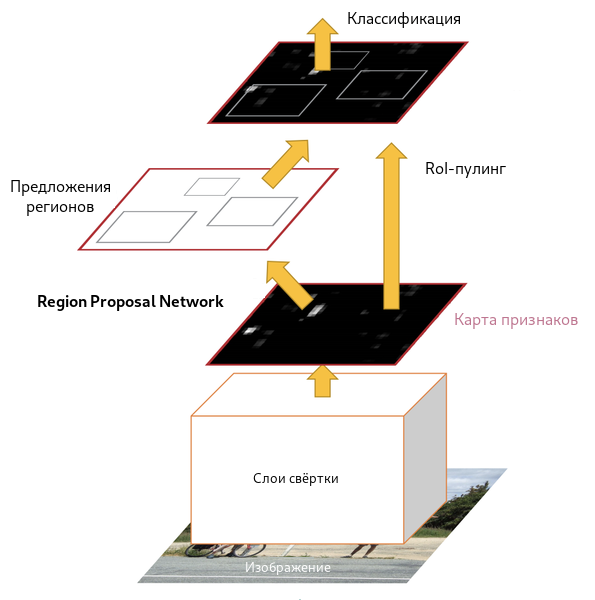 Классификация
RoI-пулинг
Предложения
регионов
Region Proposal Network
Карта признаков
Слои свёртки
Изображение